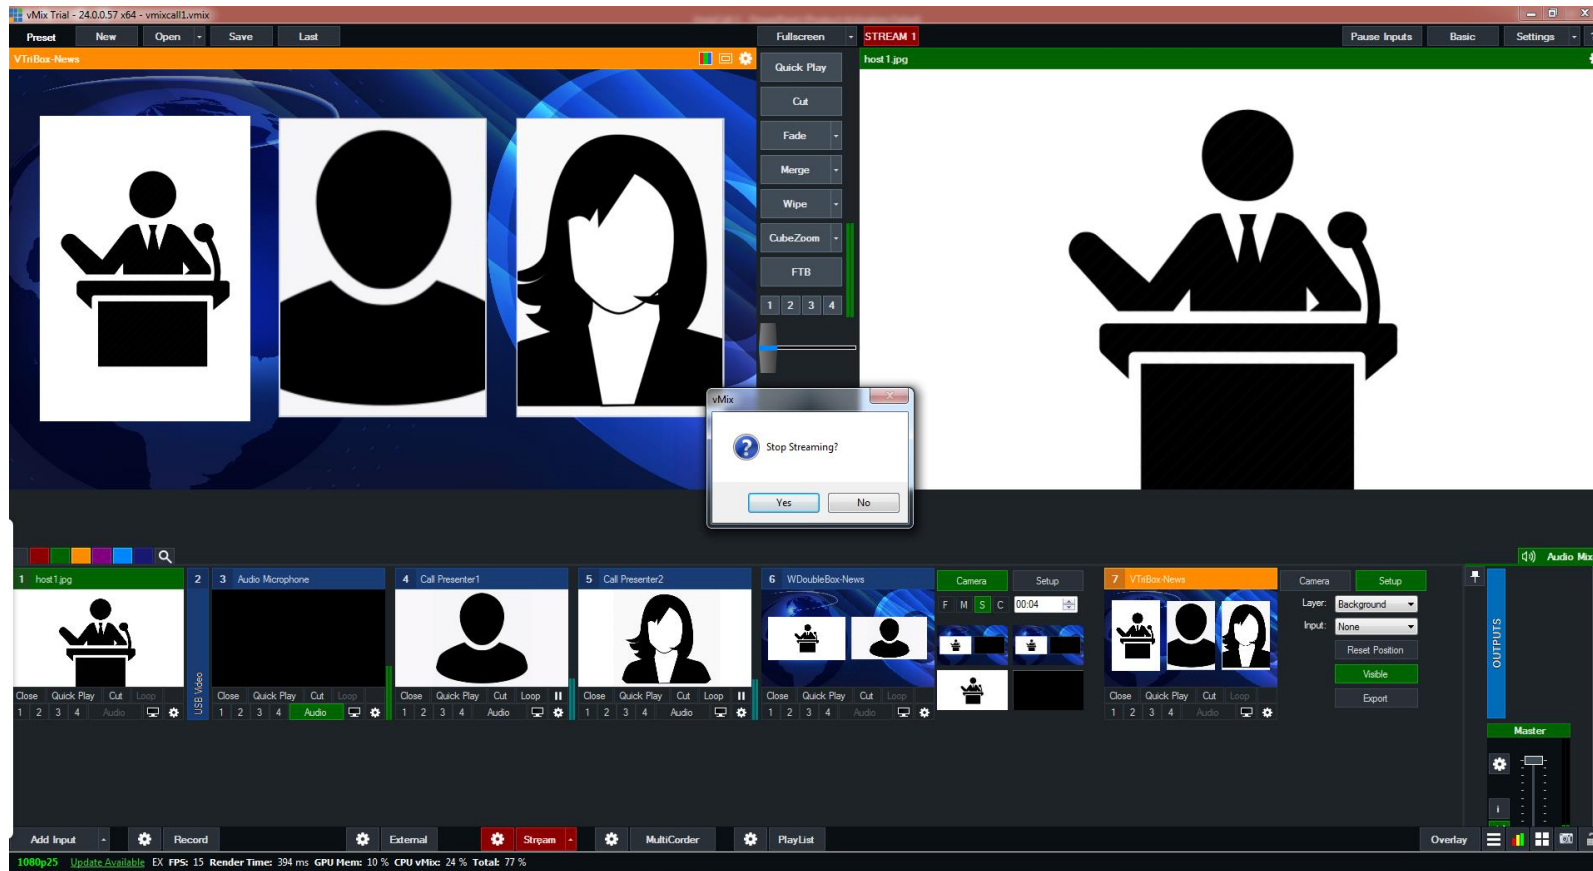 vMix Trial - 24.0.0.57 x64 - vmixcall1.vmix
Preset New Open Save Last Fullscreen STREAM 1 Pause Inputs Basic Settings
VTriBox-News
host1.jpg
Quick Play
Cut
Fade
Merge
Wipe
CubeZoom
FTB
1 2 3 4
vMix
Stop Streaming?
Yes No
Audio Mix
1 host1.jpg
Close Quick Play Cut Loop
1 2 3 4 Audio
2
USB Video
3 Audio Microphone
Close Quick Play Cut Loop
1 2 3 4 Audio
4 Call Presenter1
Close Quick Play Cut Loop
1 2 3 4 Audio
5 Call Presenter2
Close Quick Play Cut Loop
1 2 3 4 Audio
6 WDoubleBox-News
Close Quick Play Cut Loop
1 2 3 4 Audio
Camera Setup
F M S C 00:04
7 VTriBox-News
Close Quick Play Cut Loop
1 2 3 4 Audio
Camera Setup
Layer: Background
Input: None
Reset Position
Visible
Export
OUTPUTS
Master
Add Input Record External Stream MultiCorder PlayList Overlay
1080p25 Update Available EX FPS: 15 Render Time: 394 ms GPU Mem: 10 % CPU vMix: 24 % Total: 77 %